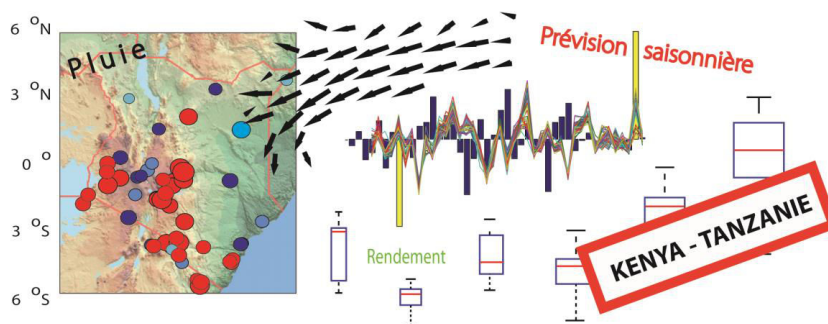 6 °N
Pluie
Prévision saisonnière
3 °N
0 °
3 °S
Rendement
KENYA - TANZANIE
6 °S